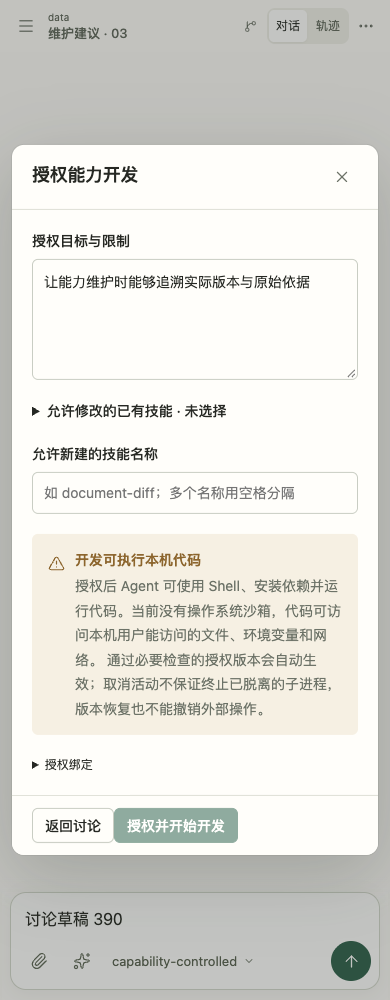 data
维护建议 · 03
对话
轨迹
授权能力开发
授权目标与限制
让能力维护时能够追溯实际版本与原始依据
允许修改的已有技能 · 未选择
允许新建的技能名称
如 document-diff；多个名称用空格分隔
开发可执行本机代码
授权后 Agent 可使用 Shell、安装依赖并运
行代码。当前没有操作系统沙箱，代码可访
问本机用户能访问的文件、环境变量和网
络。 通过必要检查的授权版本会自动生
效；取消活动不保证终止已脱离的子进程，
版本恢复也不能撤销外部操作。
授权绑定
返回讨论
授权并开始开发
讨论草稿 390
capability-controlled